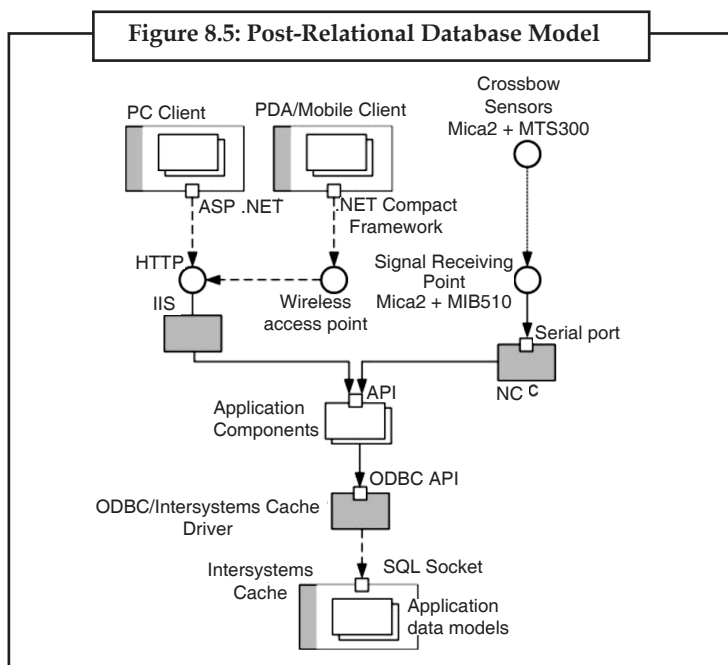 Figure 8.5: Post-Relational Database Model
Crossbow
Sensors
Mica2 + MTS300
PC Client
PDA/Mobile Client
ASP .NET
.NET Compact
Framework
HTTP
IIS
Wireless
access point
Signal Receiving
Point
Mica2 + MIB510
Serial port
NC C
API
Application
Components
ODBC API
ODBC/Intersystems Cache
Driver
SQL Socket
Intersystems
Cache
Application
data models